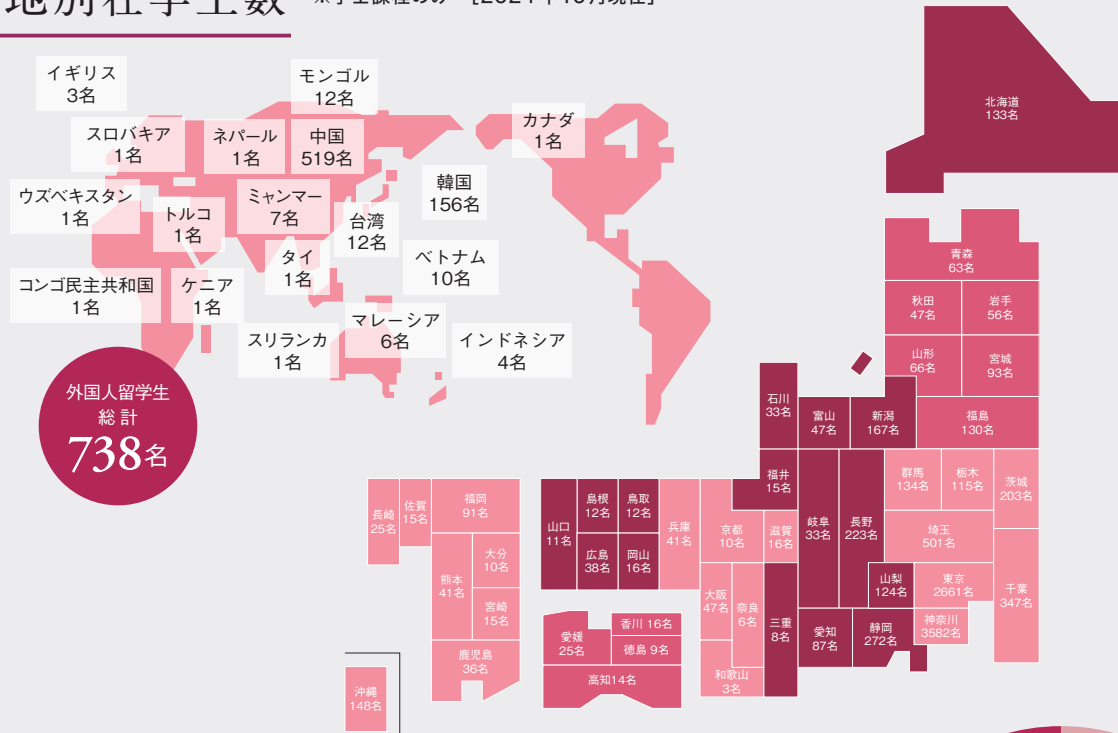 地別在学生数
イギリス
3名
モンゴル
12名
カナダ
1名
スロバキア
1名
ネパール
1名
中国
519名
ウズベキスタン
1名
トルコ
1名
ミャンマー
7名
韓国
156名
台湾
12名
タイ
1名
ベトナム
10名
コンゴ民主共和国
1名
ケニア
1名
スリランカ
1名
マレーシア
6名
インドネシア
4名
外国人留学生
総計
738名
北海道
133名
青森
63名
秋田
47名
岩手
56名
山形
66名
宮城
93名
石川
33名
富山
47名
新潟
167名
福島
130名
福井
15名
岐阜
33名
長野
223名
群馬
134名
栃木
115名
茨城
203名
埼玉
501名
山梨
124名
東京
2661名
千葉
347名
愛知
87名
静岡
272名
神奈川
3582名
長崎
25名
佐賀
15名
福岡
91名
熊本
41名
大分
10名
宮崎
15名
鹿児島
36名
沖縄
148名
山口
11名
島根
12名
鳥取
12名
広島
38名
岡山
16名
兵庫
41名
京都
10名
滋賀
16名
大阪
47名
奈良
6名
三重
8名
和歌山
3名
愛媛
25名
香川 16名
徳島 9名
高知14名